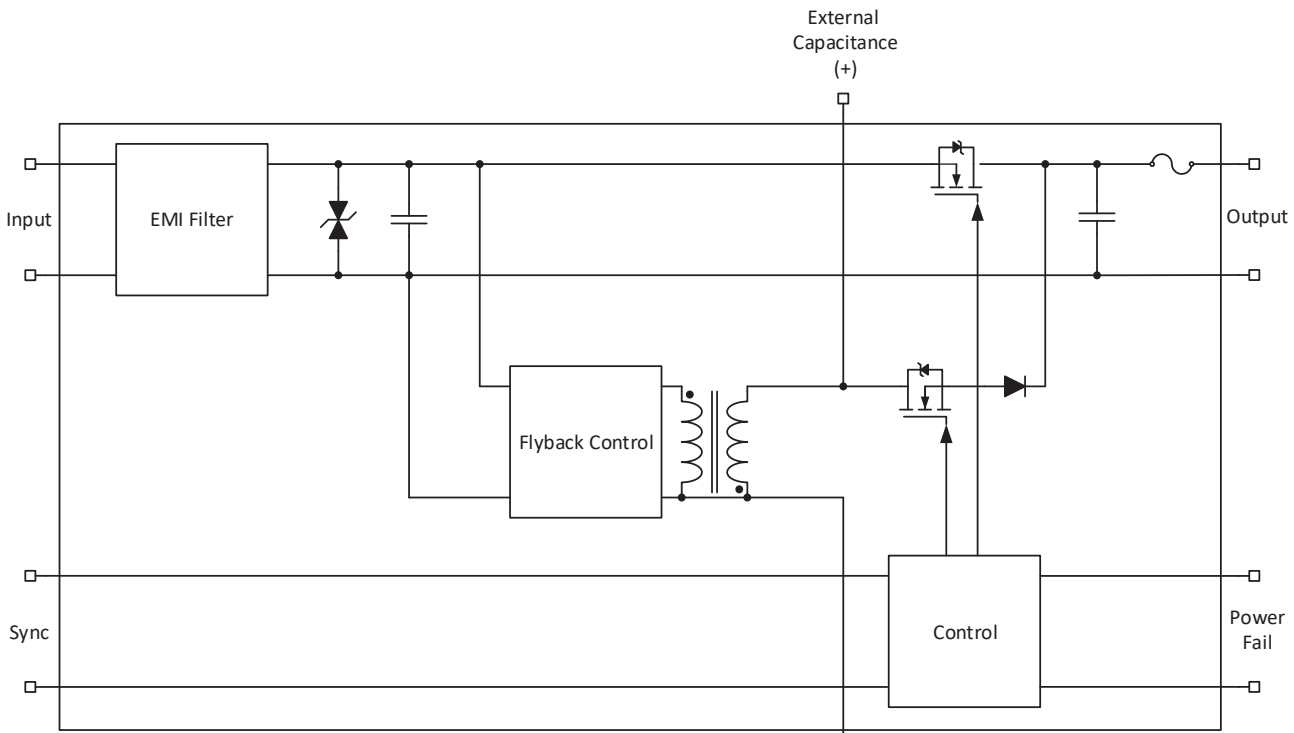 External
Capacitance
(+)
Input
EMI Filter
Output
Flyback Control
Sync
Control
Power
Fail